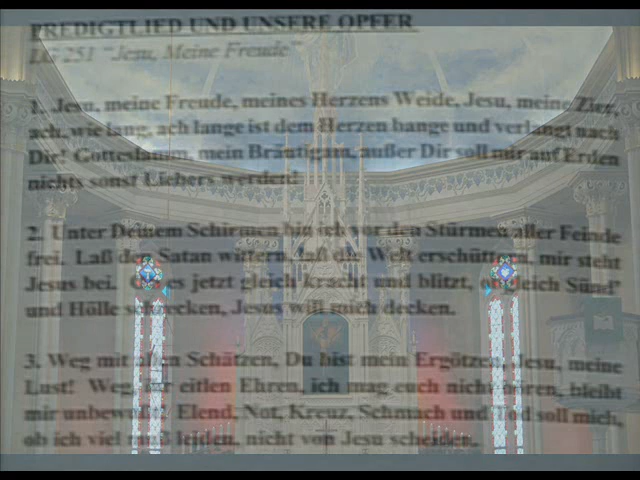 PREDIGTLIED UND UNSERE OPFER
LG 251 "Jesu, Meine Freude"
1. Jesu, meine Freude, meines Herzens Weide, Jesu, meine Zier,
ach, wie lang, ach lange ist dem Herzen bange und verlangt nach
Dir! Gotteslamm, mein Bräutigam, außer Dir soll mir auf Erden
nichts sonst Liebers werden!
2. Unter Deinem Schirmen bin ich vor den Stürmen aller Feinde
frei. Laß den Satan wittern, laß die Welt erschüttern, mir steht
Jesus bei. Ob es jetzt gleich kracht und blitzt, ob gleich Sünd'
und Hölle schrecken, Jesus will mich decken.
3. Weg mit allen Schätzen, Du bist mein Ergötzen, Jesu, meine
Lust! Weg, ihr eitlen Ehren, ich mag euch nicht hören, bleibt
mir unbewußt! Elend, Not, Kreuz, Schmach und Tod soll mich,
ob ich viel muß leiden, nicht von Jesu scheiden.